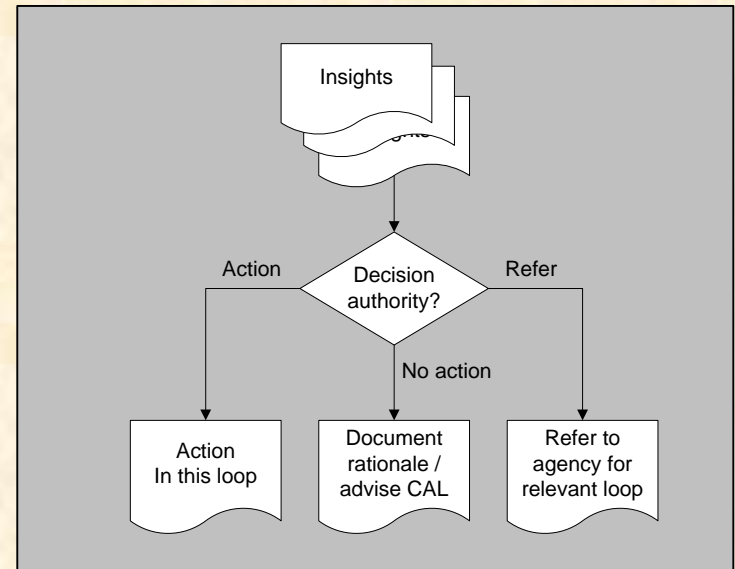 Insights
Action
Decision
authority?
Refer
No action
Action
In this loop
Document
rationale /
advise CAL
Refer to
agency for
relevant loop